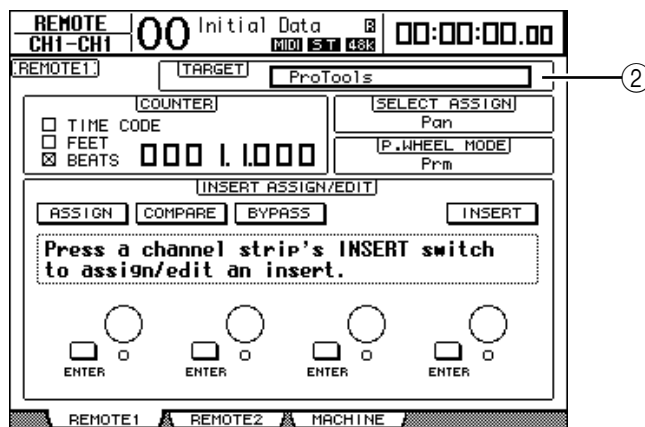 REMOTE
CH1-CH1
00 Initial Data R
MIDI ST 48K
00:00:00.00
REMOTE1
TARGET
ProTools
2
COUNTER
TIME CODE
FEET
BEATS
000 1. 1.000
SELECT ASSIGN
Pan
P.WHEEL MODE
Prm
INSERT ASSIGN/EDIT
ASSIGN COMPARE BYPASS INSERT
Press a channel strip's INSERT switch
to assign/edit an insert.
ENTER ENTER ENTER ENTER
REMOTE1 REMOTE2 MACHINE